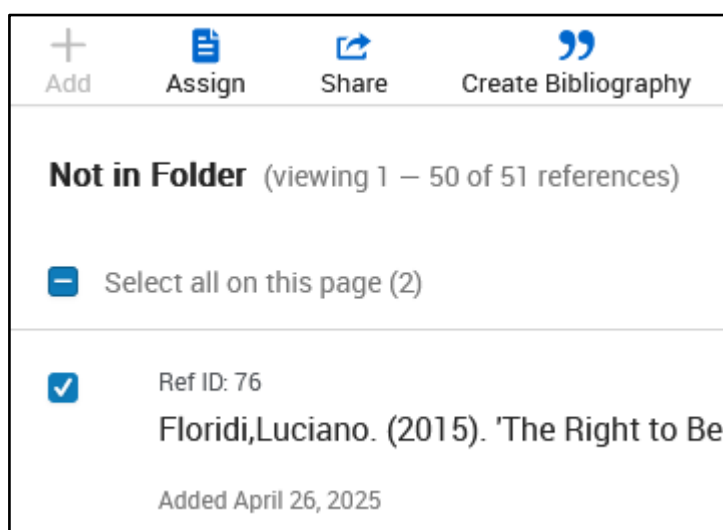 Add Assign Share Create Bibliography
Not in Folder (viewing 1 – 50 of 51 references)
Select all on this page (2)
Ref ID: 76
Floridi,Luciano. (2015). 'The Right to Be
Added April 26, 2025